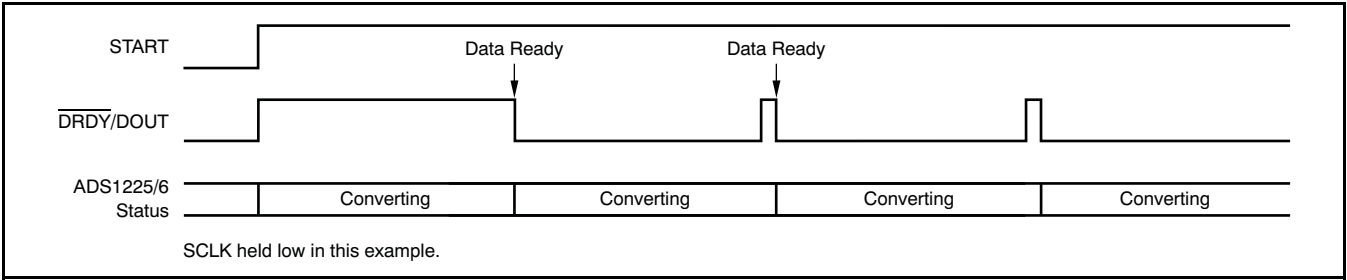 START
Data Ready
Data Ready
DRDY/DOUT
ADS1225/6
Status
Converting
Converting
Converting
Converting
SCLK held low in this example.